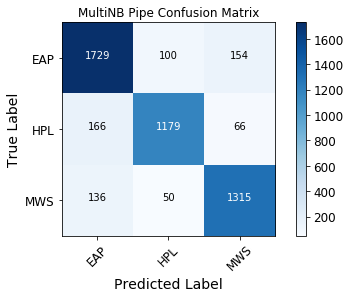 MultiNB Pipe Confusion Matrix
True Label
EAP 1729 100 154
HPL 166 1179 66
MWS 136 50 1315
EAP HPL MWS
Predicted Label
1600
1400
1200
1000
800
600
400
200